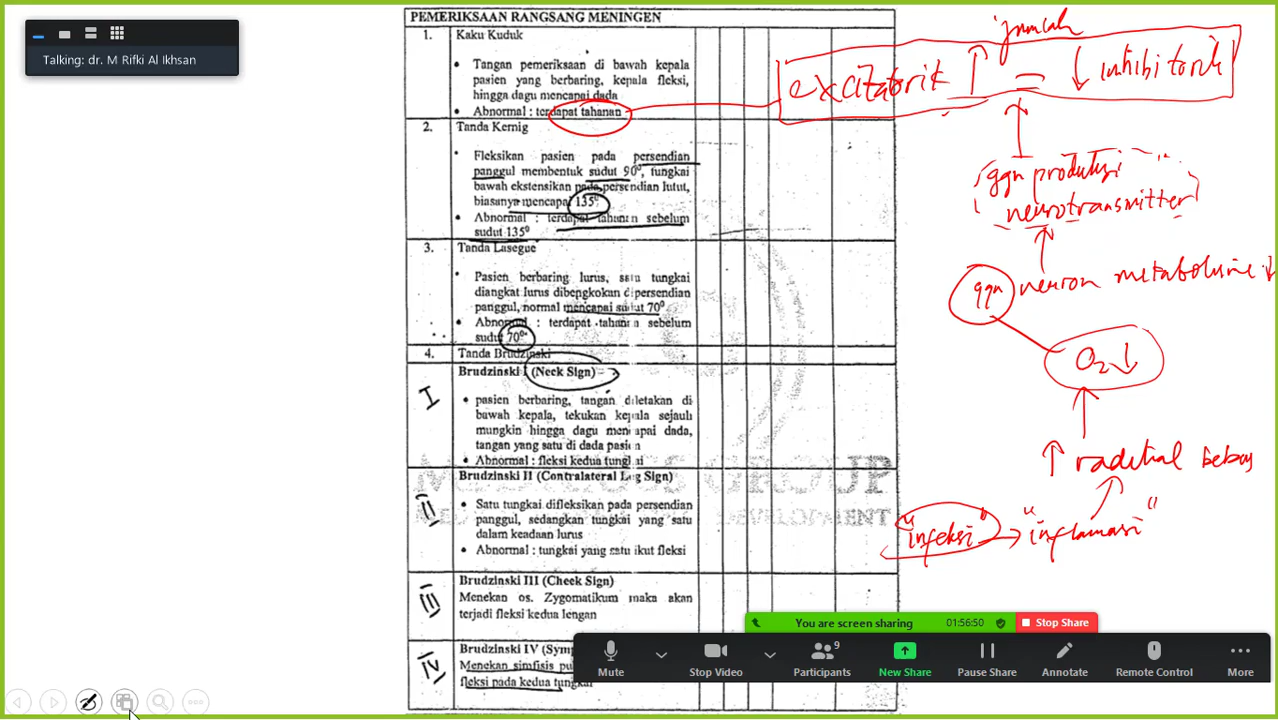 Talking: dr. M Rifki Al Ikhsan
PEMERIKSAAN RANGSANG MENINGEN
1.
Kaku Kuduk
• Tangan pemeriksaan di bawah kepala
pasien yang berbaring, kepala fleksi,
hingga dagu mencapai dada
• Abnormal : terdapat tahanan
2.
Tanda Kernig
• Fleksikan pasien pada persendian
panggul membentuk sudut 90°, tungkai
bawah ekstensikan pada persendian lutut,
biasanya mencapai 135°
• Abnormal : terdapat tahanan sebelum
sudut 135°
3.
Tanda Lasegue
• Pasien berbaring lurus, satu tungkai
diangkat lurus dibengkokan dipersendian
panggul, normal mencapai sudut 70°
• Abnormal : terdapat tahanan sebelum
sudut 70°
4.
Tanda Brudzinski
Brudzinski I (Neck Sign)
I
• pasien berbaring, tangan diletakan di
bawah kepala, tekukan kepala sejauh
mungkin hingga dagu mencapai dada,
tangan yang satu di dada pasien
• Abnormal : fleksi kedua tungkai
Brudzinski II (Contralateral Leg Sign)
II
• Satu tungkai difleksikan pada persendian
panggul, sedangkan tungkai yang satu
dalam keadaan lurus
• Abnormal : tungkai yang satu ikut fleksi
Brudzinski III (Cheek Sign)
III
Menekan os. Zygomatikum maka akan
terjadi fleksi kedua lengan
Brudzinski IV (Sym
IV
Menekan simfisis pu
fleksi pada kedua tungkai
jumlah
excitatorik ↑ = ↓ inhibitorik
ggn produksi
neurotransmitter
ggn neuron metabolisme ↓
O2 ↓
↑ radikal bebas
"infeksi" → "inflamasi"
You are screen sharing
01:56:50
Stop Share
Mute
Stop Video
9
Participants
New Share
Pause Share
Annotate
Remote Control
More